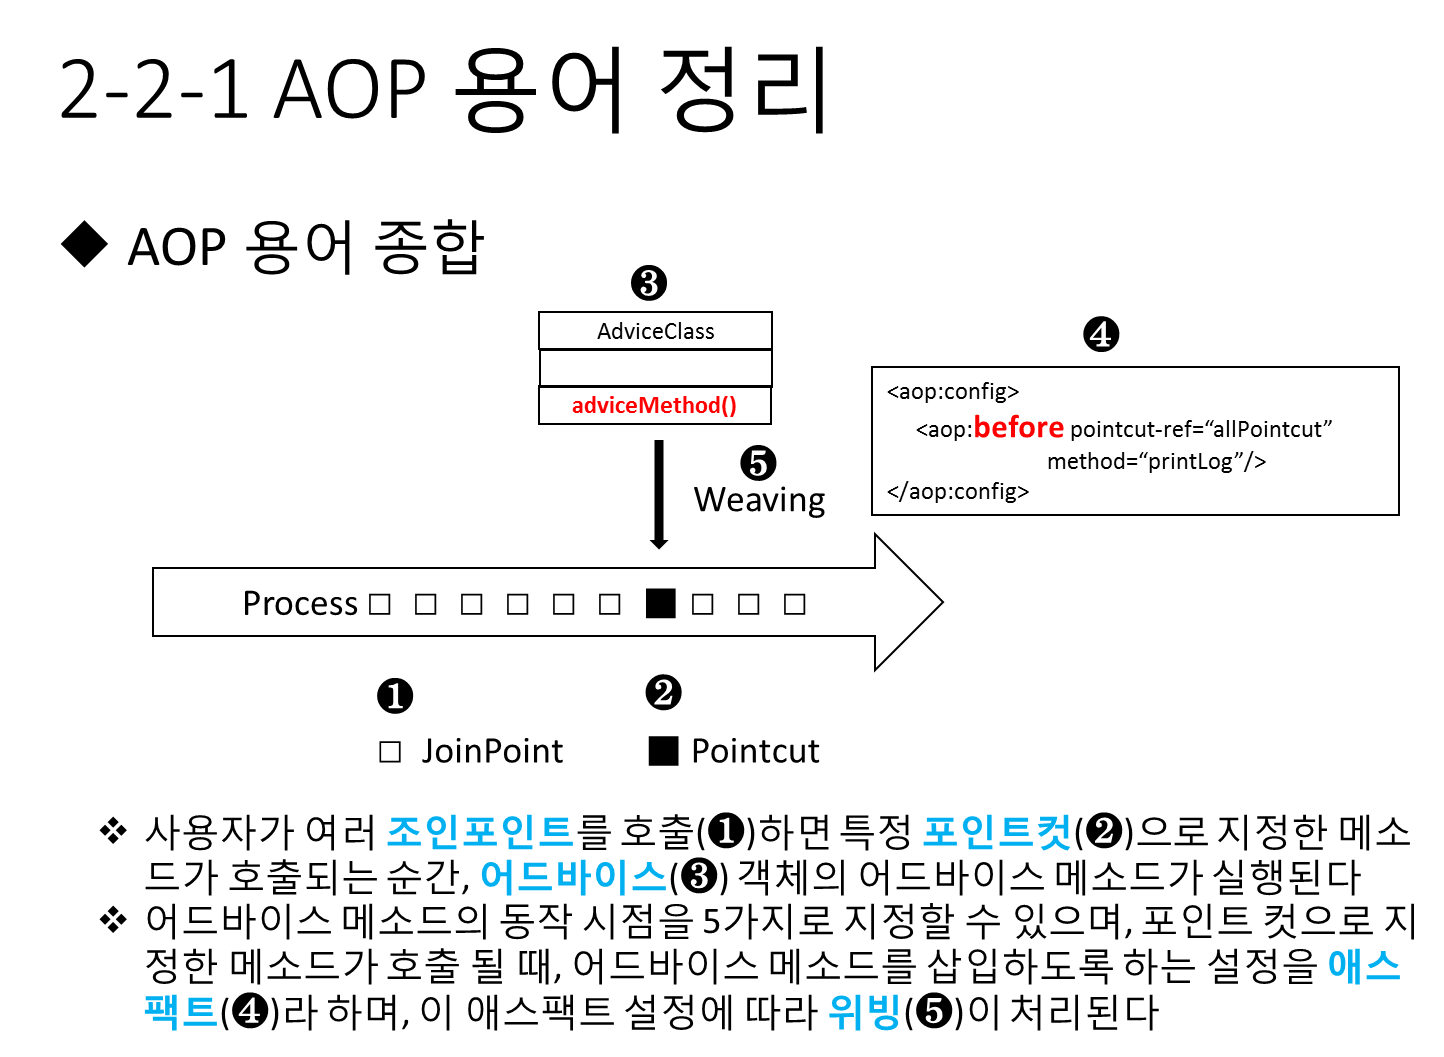 2-2-1 AOP 용어 정리
◆ AOP 용어 종합
❸
AdviceClass
adviceMethod()
❹
<aop:config>
<aop:before pointcut-ref=“allPointcut”
method=“printLog”/>
</aop:config>
❺
Weaving
Process □ □ □ □ □ □ ■ □ □ □
❶
❷
□ JoinPoint
■ Pointcut
❖ 사용자가 여러 조인포인트를 호출(❶)하면 특정 포인트컷(❷)으로 지정한 메소
드가 호출되는 순간, 어드바이스(❸) 객체의 어드바이스 메소드가 실행된다
❖ 어드바이스 메소드의 동작 시점을 5가지로 지정할 수 있으며, 포인트 컷으로 지
정한 메소드가 호출 될 때, 어드바이스 메소드를 삽입하도록 하는 설정을 애스
팩트(❹)라 하며, 이 애스팩트 설정에 따라 위빙(❺)이 처리된다